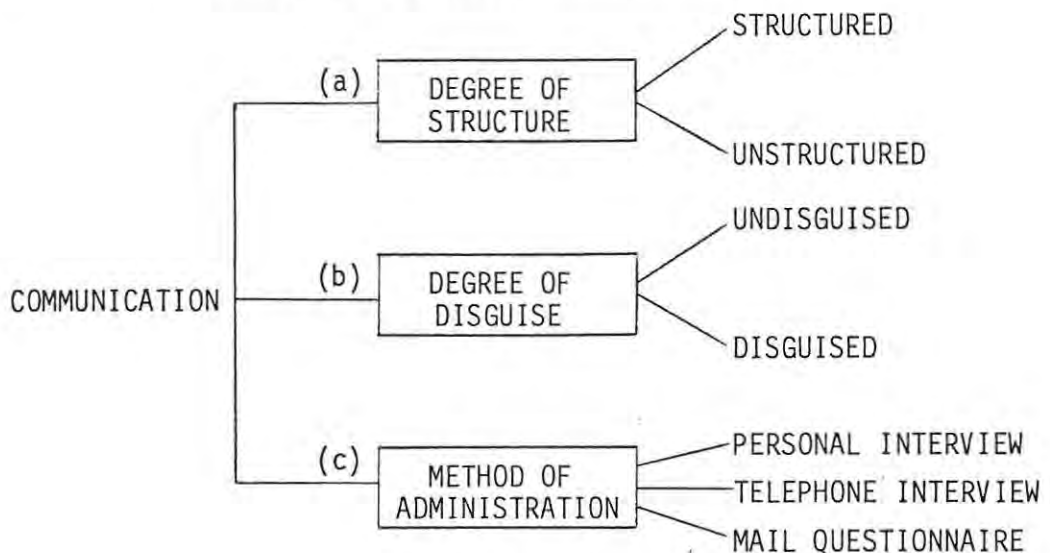 STRUCTURED
(a)
DEGREE OF
STRUCTURE
UNSTRUCTURED
UNDISGUISED
(b)
DEGREE OF
DISGUISE
COMMUNICATION
DISGUISED
PERSONAL INTERVIEW
(c)
METHOD OF
ADMINISTRATION
TELEPHONE INTERVIEW
MAIL QUESTIONNAIRE